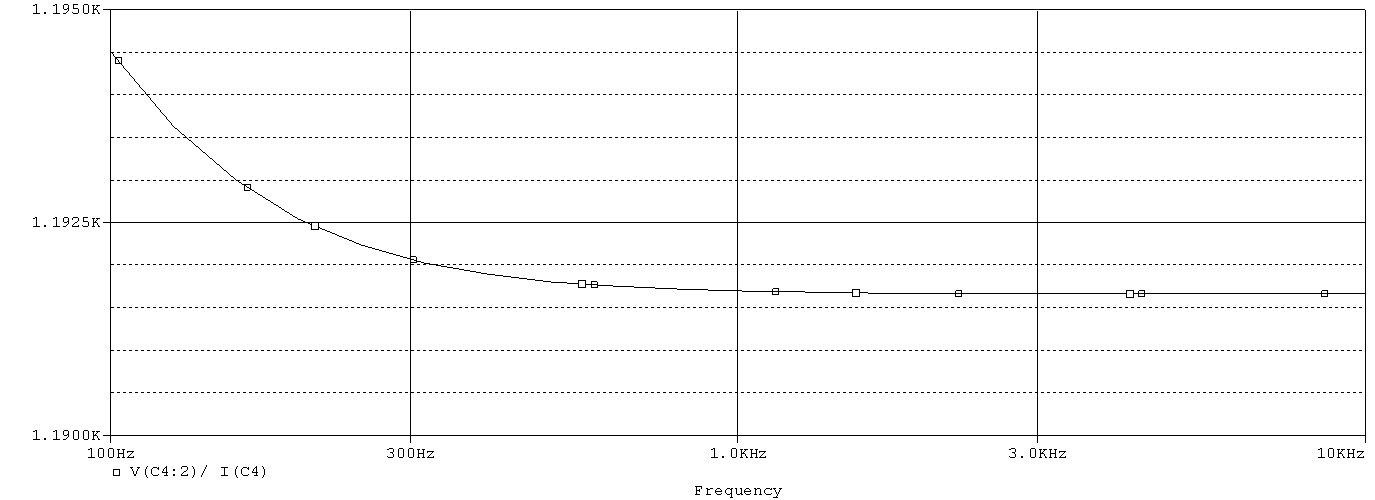 1.1950K
1.1925K
1.1900K
100Hz 300Hz 1.0KHz 3.0KHz 10KHz
V(C4:2)/ I(C4)
Frequency